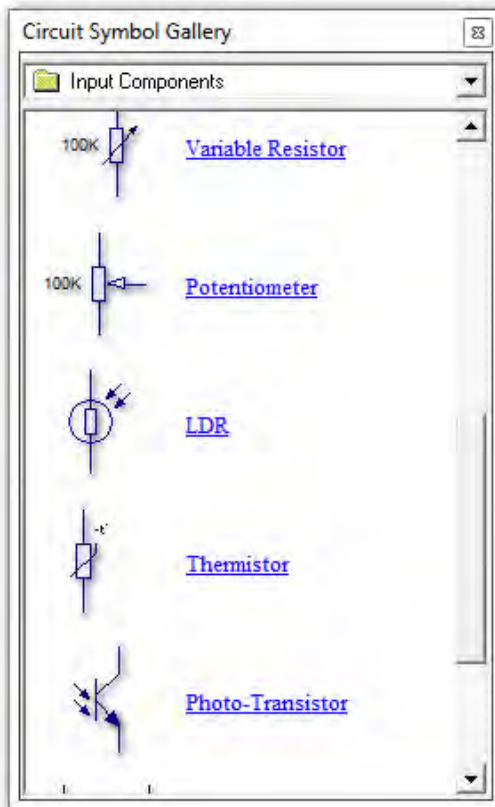 Circuit Symbol Gallery
Input Components
100K Variable Resistor
100K Potentiometer
LDR
-t° Thermistor
Photo-Transistor